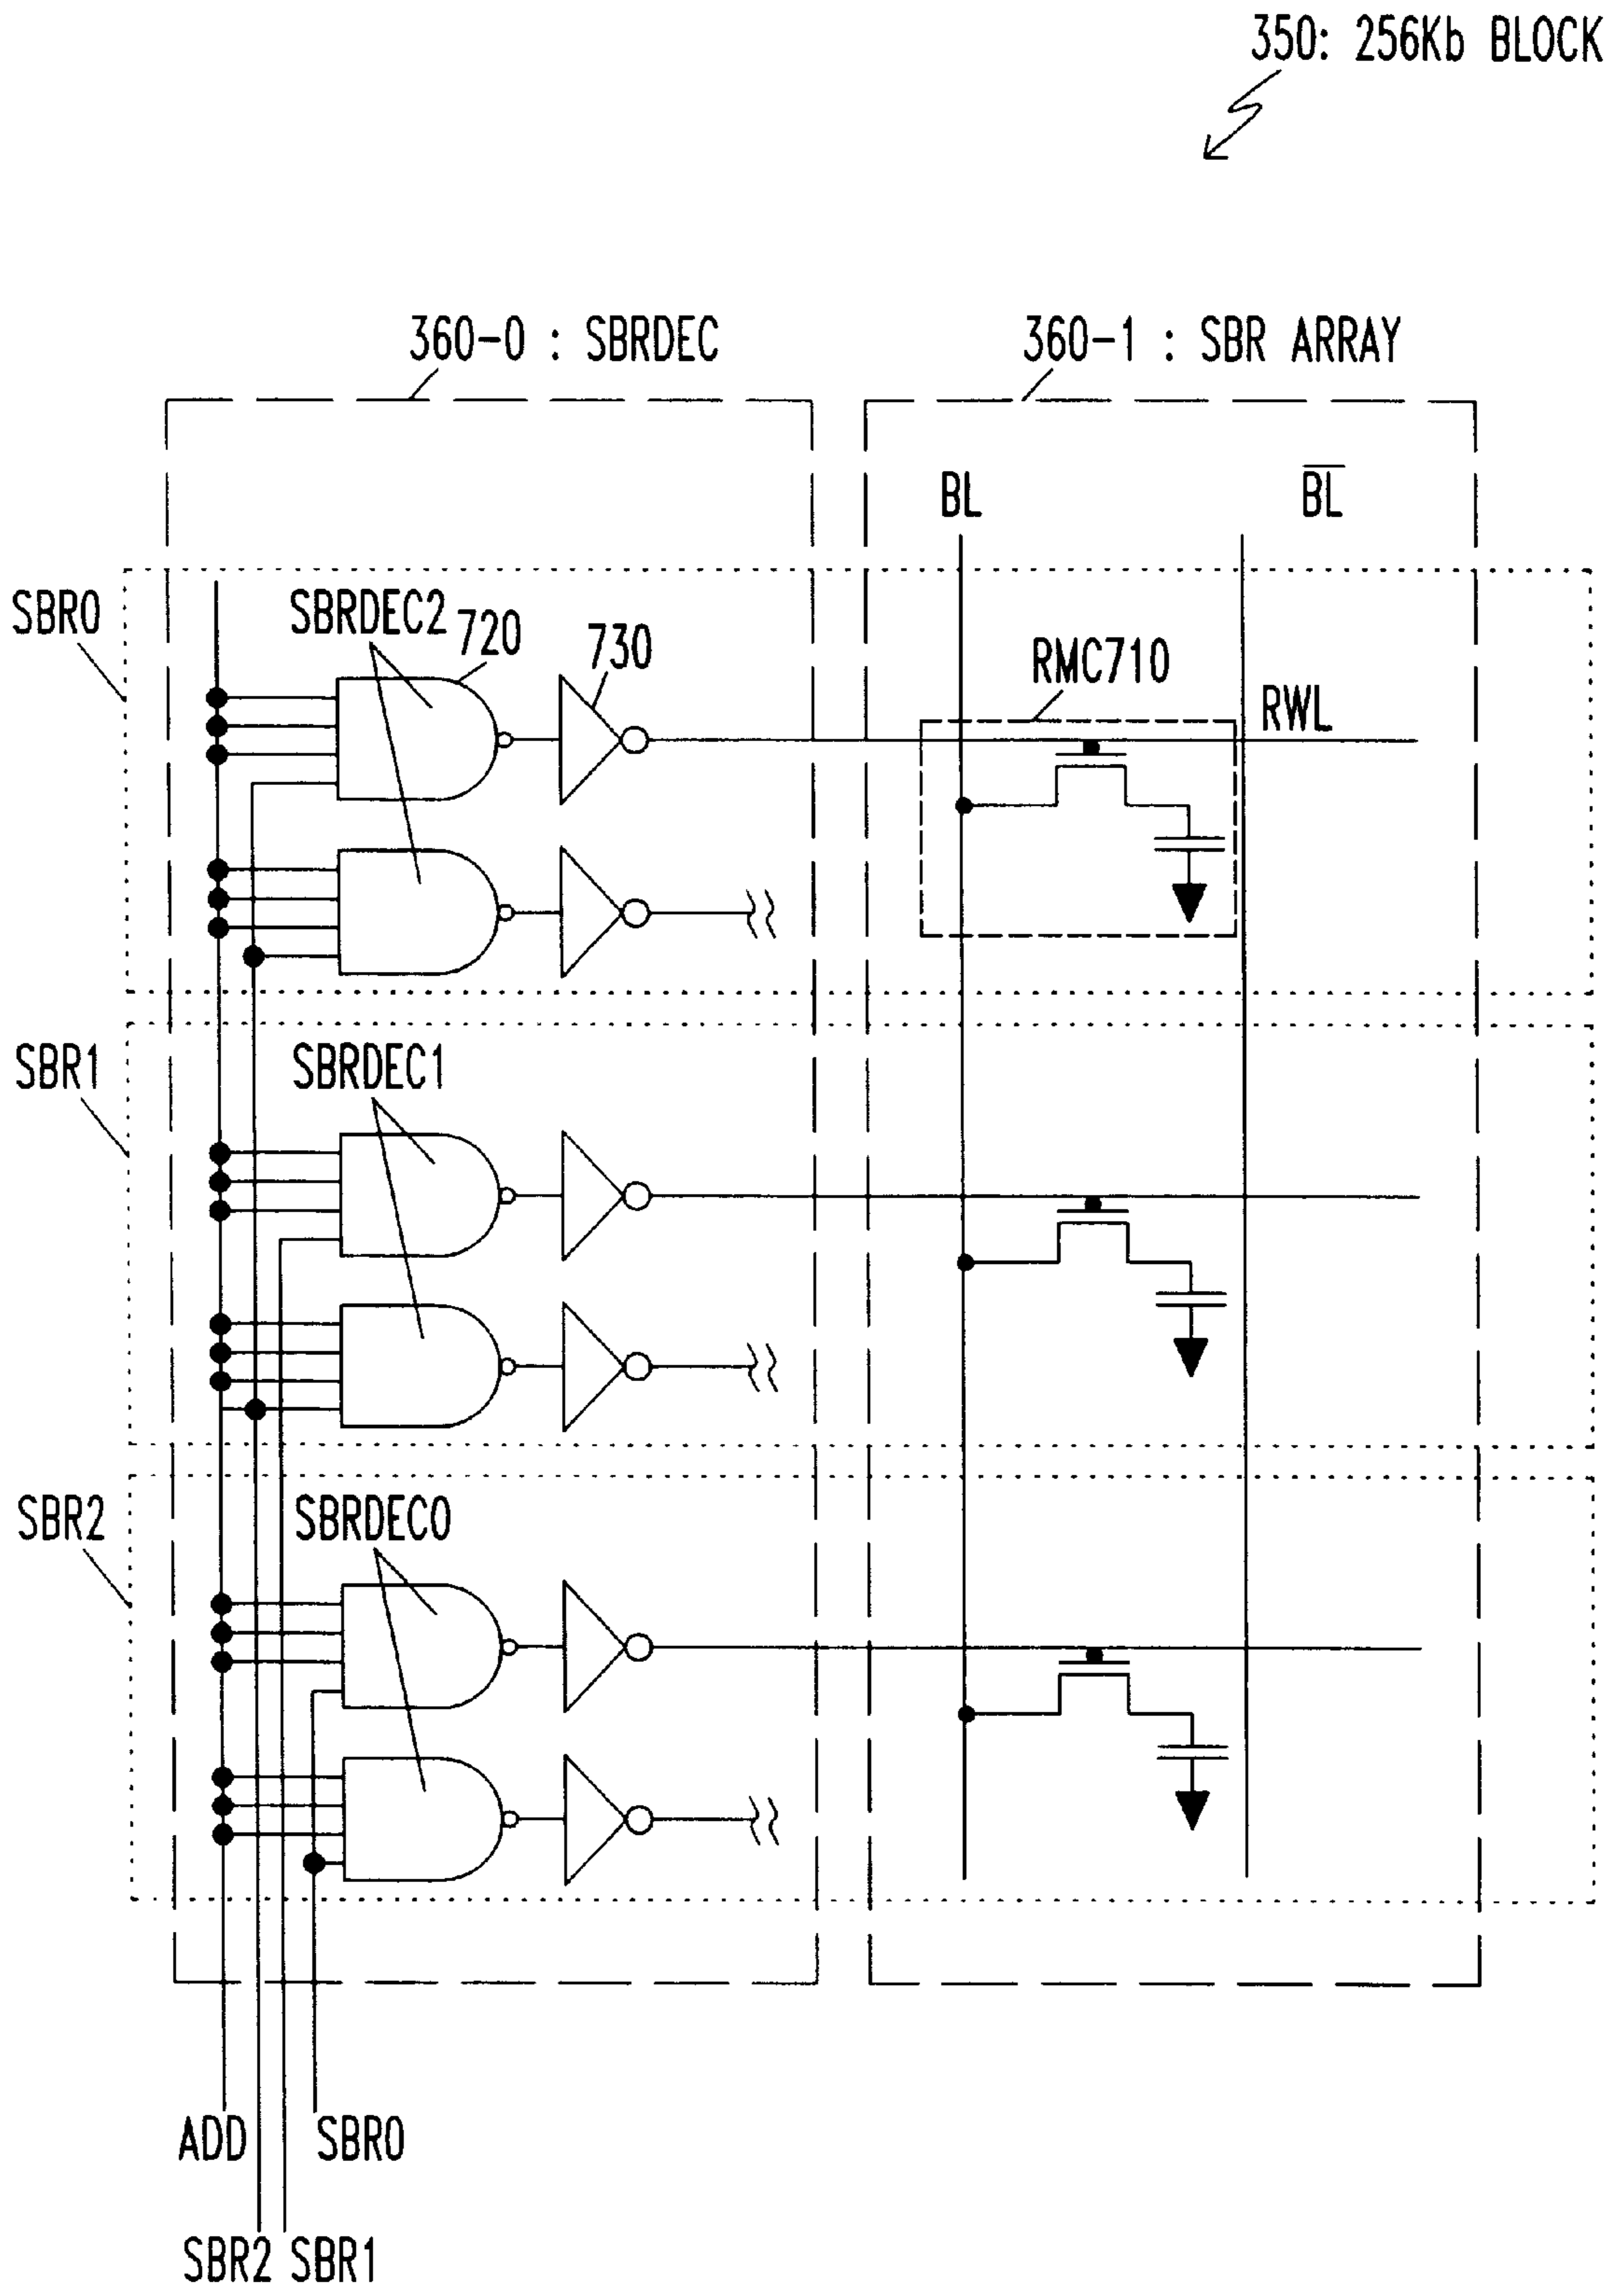 350: 256Kb BLOCK
360-0 : SBRDEC
360-1 : SBR ARRAY
BL
B̅L̅
SBR0
SBRDEC2
720
730
RMC710
RWL
SBR1
SBRDEC1
SBR2
SBRDEC0
ADD
SBR0
SBR2
SBR1